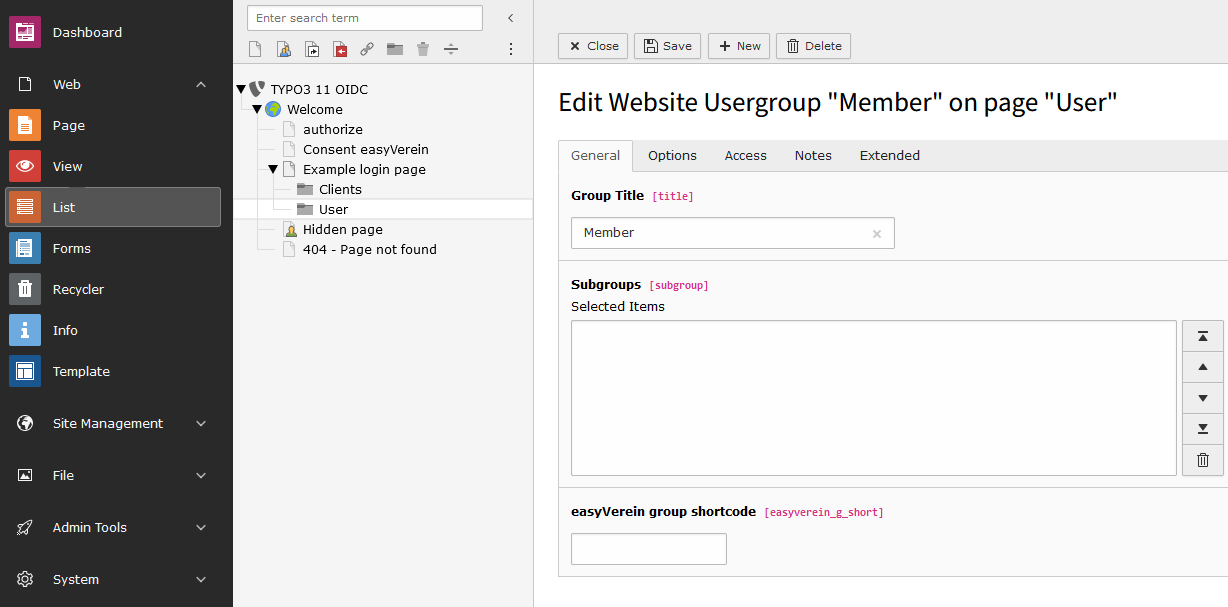 Dashboard
Web
Page
View
List
Forms
Recycler
Info
Template
Site Management
File
Admin Tools
System
Enter search term
TYPO3 11 OIDC
Welcome
authorize
Consent easyVerein
Example login page
Clients
User
Hidden page
404 - Page not found
Close Save New Delete
Edit Website Usergroup "Member" on page "User"
General Options Access Notes Extended
Group Title [title]
Member
Subgroups [subgroup]
Selected Items
easyVerein group shortcode [easyverein_g_short]